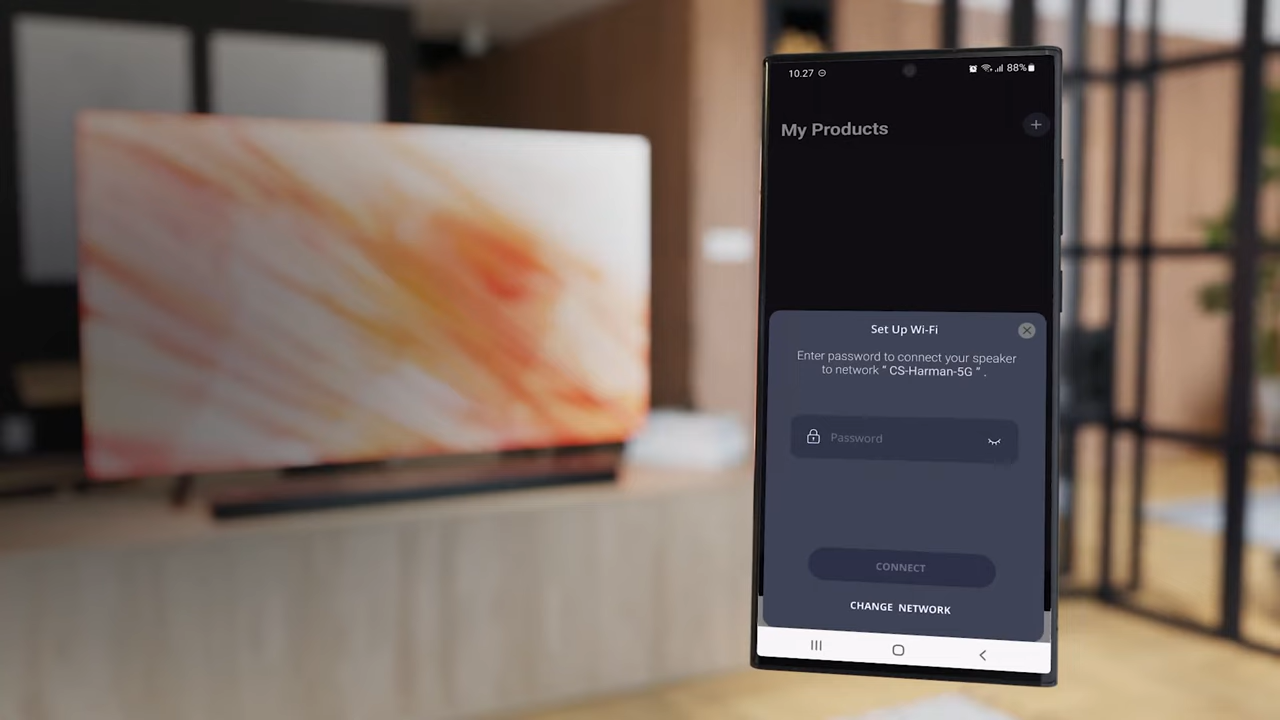 10.27
88%
My Products
Set Up Wi-Fi
Enter password to connect your speaker
to network " CS-Harman-5G " .
Password
CONNECT
CHANGE NETWORK